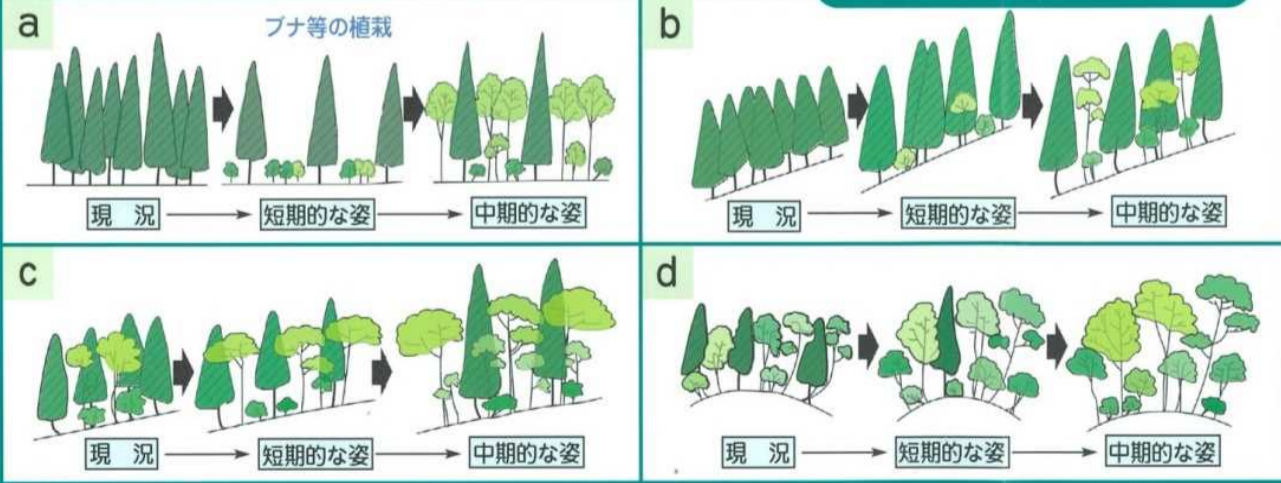 a
ブナ等の植栽
現 況
短期的な姿
中期的な姿
b
現 況
短期的な姿
中期的な姿
c
現 況
短期的な姿
中期的な姿
d
現 況
短期的な姿
中期的な姿